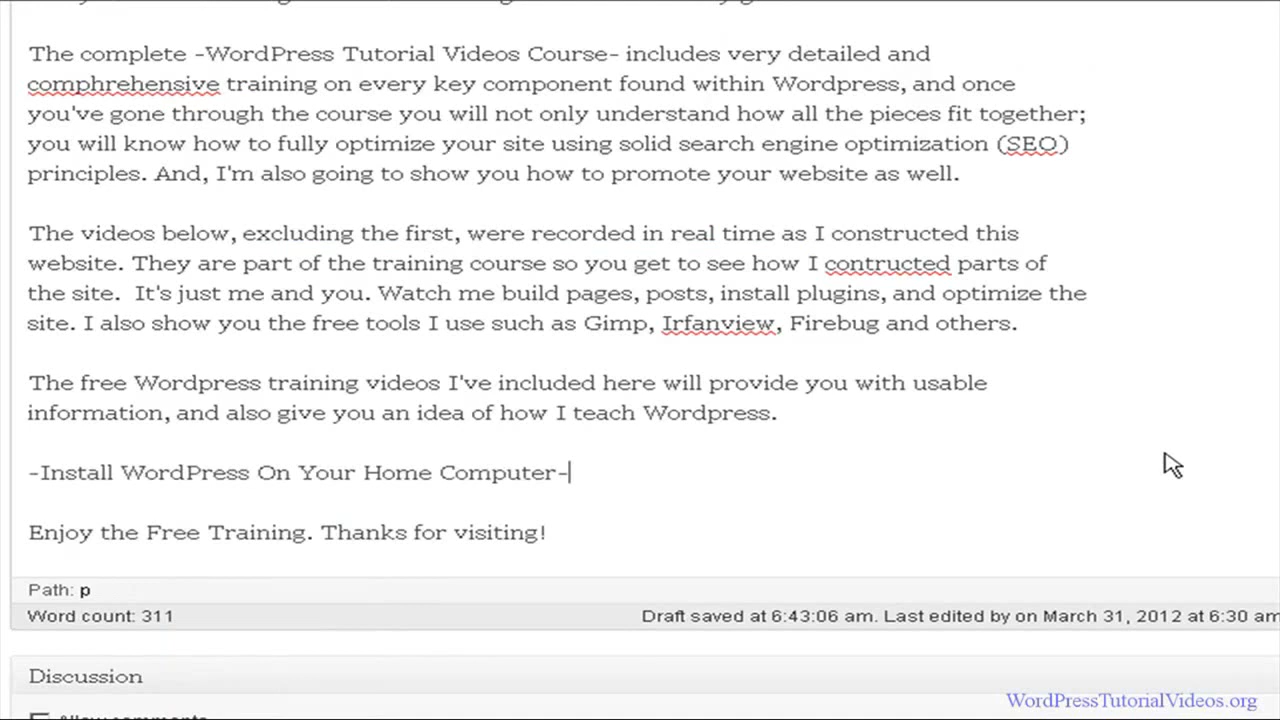 The complete -WordPress Tutorial Videos Course- includes very detailed and
comphrehensive training on every key component found within Wordpress, and once
you've gone through the course you will not only understand how all the pieces fit together;
you will know how to fully optimize your site using solid search engine optimization (SEO)
principles. And, I'm also going to show you how to promote your website as well.
The videos below, excluding the first, were recorded in real time as I constructed this
website. They are part of the training course so you get to see how I contructed parts of
the site.  It's just me and you. Watch me build pages, posts, install plugins, and optimize the
site. I also show you the free tools I use such as Gimp, Irfanview, Firebug and others.
The free Wordpress training videos I've included here will provide you with usable
information, and also give you an idea of how I teach Wordpress.
-Install WordPress On Your Home Computer-
Enjoy the Free Training. Thanks for visiting!
Path: p
Word count: 311
Draft saved at 6:43:06 am. Last edited by on March 31, 2012 at 6:30 am
Discussion
Allow comments
WordPressTutorialVideos.org